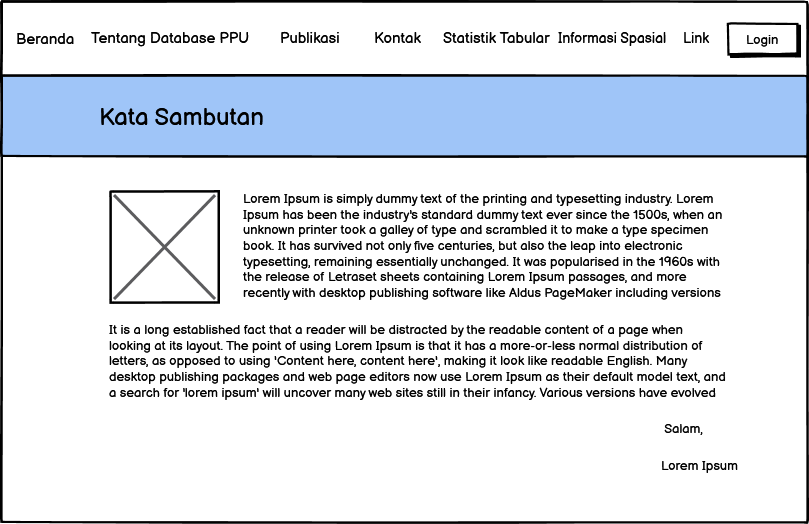 Beranda Tentang Database PPU Publikasi Kontak Statistik Tabular Informasi Spasial Link Login
Kata Sambutan
Lorem Ipsum is simply dummy text of the printing and typesetting industry. Lorem
Ipsum has been the industry's standard dummy text ever since the 1500s, when an
unknown printer took a galley of type and scrambled it to make a type specimen
book. It has survived not only five centuries, but also the leap into electronic
typesetting, remaining essentially unchanged. It was popularised in the 1960s with
the release of Letraset sheets containing Lorem Ipsum passages, and more
recently with desktop publishing software like Aldus PageMaker including versions
It is a long established fact that a reader will be distracted by the readable content of a page when
looking at its layout. The point of using Lorem Ipsum is that it has a more-or-less normal distribution of
letters, as opposed to using 'Content here, content here', making it look like readable English. Many
desktop publishing packages and web page editors now use Lorem Ipsum as their default model text, and
a search for 'lorem ipsum' will uncover many web sites still in their infancy. Various versions have evolved
Salam,
Lorem Ipsum